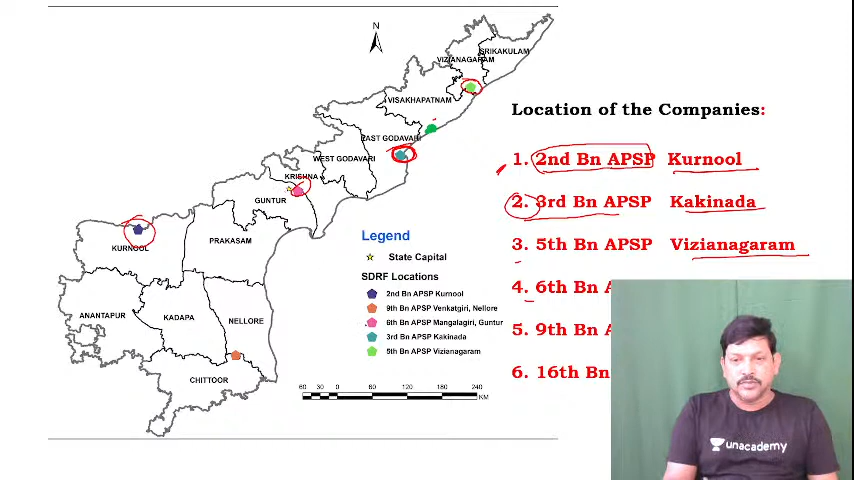 N
SRIKAKULAM
VIZIANAGARAM
VISAKHAPATNAM
EAST GODAVARI
WEST GODAVARI
KRISHNA
GUNTUR
PRAKASAM
KURNOOL
ANANTAPUR
KADAPA
NELLORE
CHITTOOR
Legend
State Capital
SDRF Locations
2nd Bn APSP Kurnool
9th Bn APSP Venkatgiri, Nellore
6th Bn APSP Mangalagiri, Guntur
3rd Bn APSP Kakinada
5th Bn APSP Vizianagaram
60 30 0 60 120 180 240
KM
Location of the Companies:
1. 2nd Bn APSP Kurnool
2. 3rd Bn APSP Kakinada
3. 5th Bn APSP Vizianagaram
4. 6th Bn A
5. 9th Bn A
6. 16th Bn
unacademy